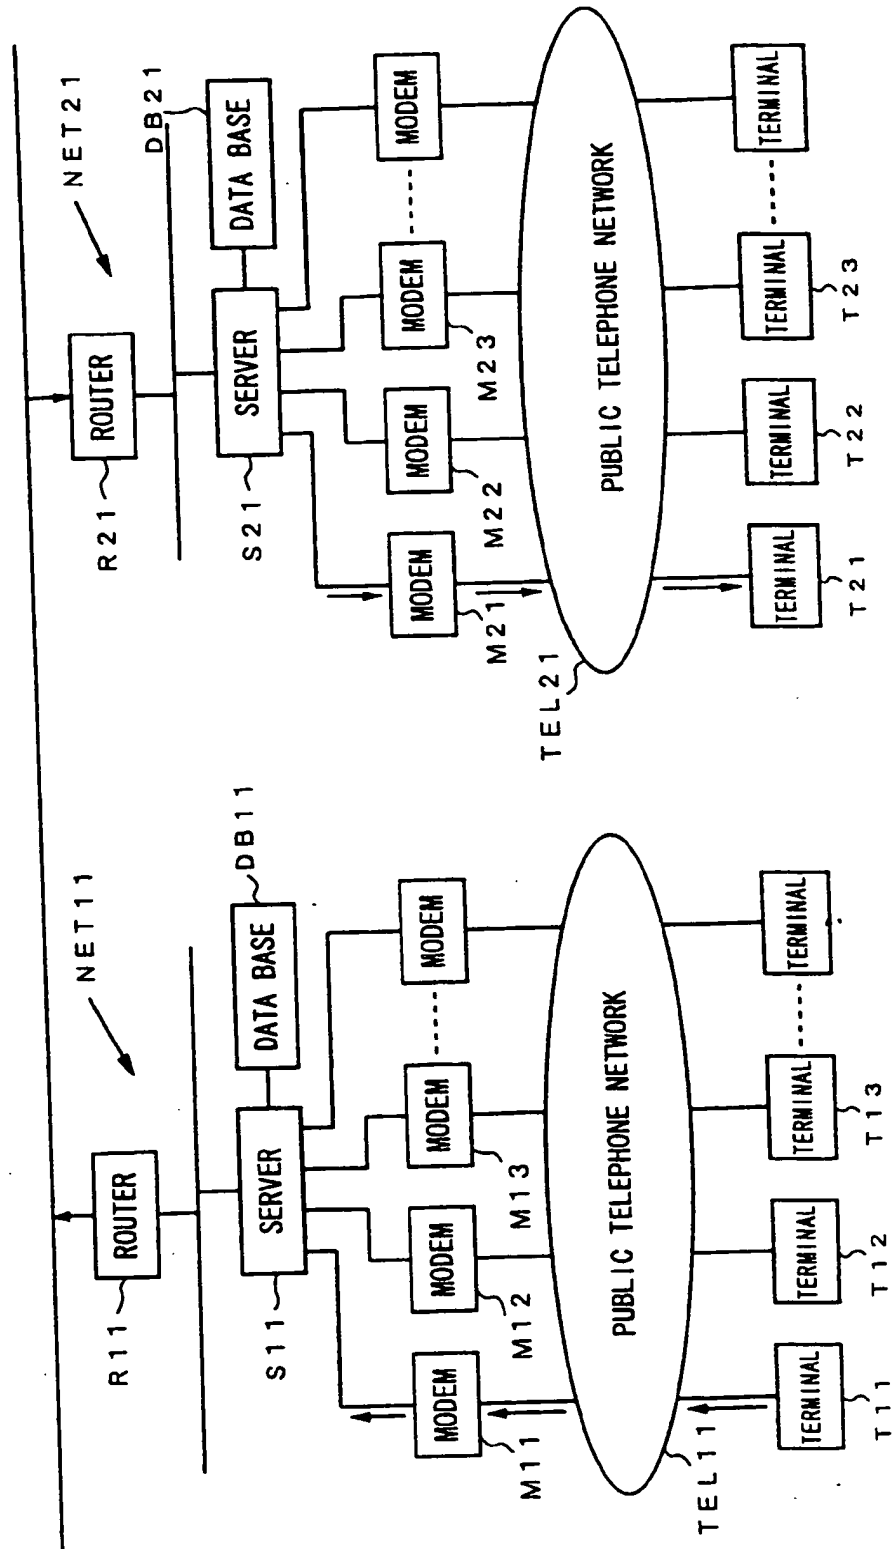 NET11
NET21
R11
ROUTER
R21
ROUTER
DB11
DB21
S11
SERVER
DATA BASE
S21
SERVER
DATA BASE
MODEM
MODEM
MODEM
MODEM
MODEM
MODEM
MODEM
MODEM
M11
M12
M13
M21
M22
M23
PUBLIC TELEPHONE NETWORK
PUBLIC TELEPHONE NETWORK
TEL11
TEL21
TERMINAL
TERMINAL
TERMINAL
TERMINAL
TERMINAL
TERMINAL
TERMINAL
TERMINAL
T11
T12
T13
T21
T22
T23